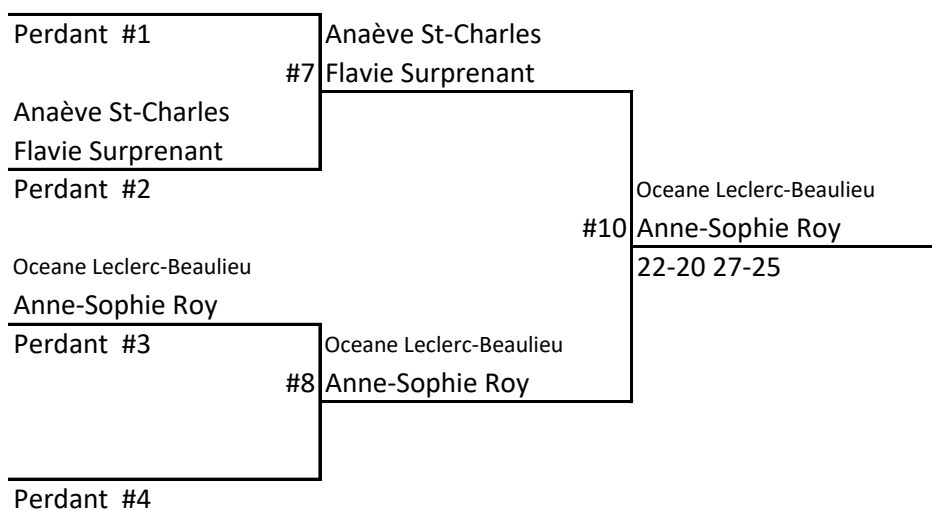 Perdant #1
Anaève St-Charles
#7 Flavie Surprenant
Anaève St-Charles
Flavie Surprenant
Perdant #2
Oceane Leclerc-Beaulieu
#10 Anne-Sophie Roy
22-20 27-25
Oceane Leclerc-Beaulieu
Anne-Sophie Roy
Perdant #3
Oceane Leclerc-Beaulieu
#8 Anne-Sophie Roy
Perdant #4